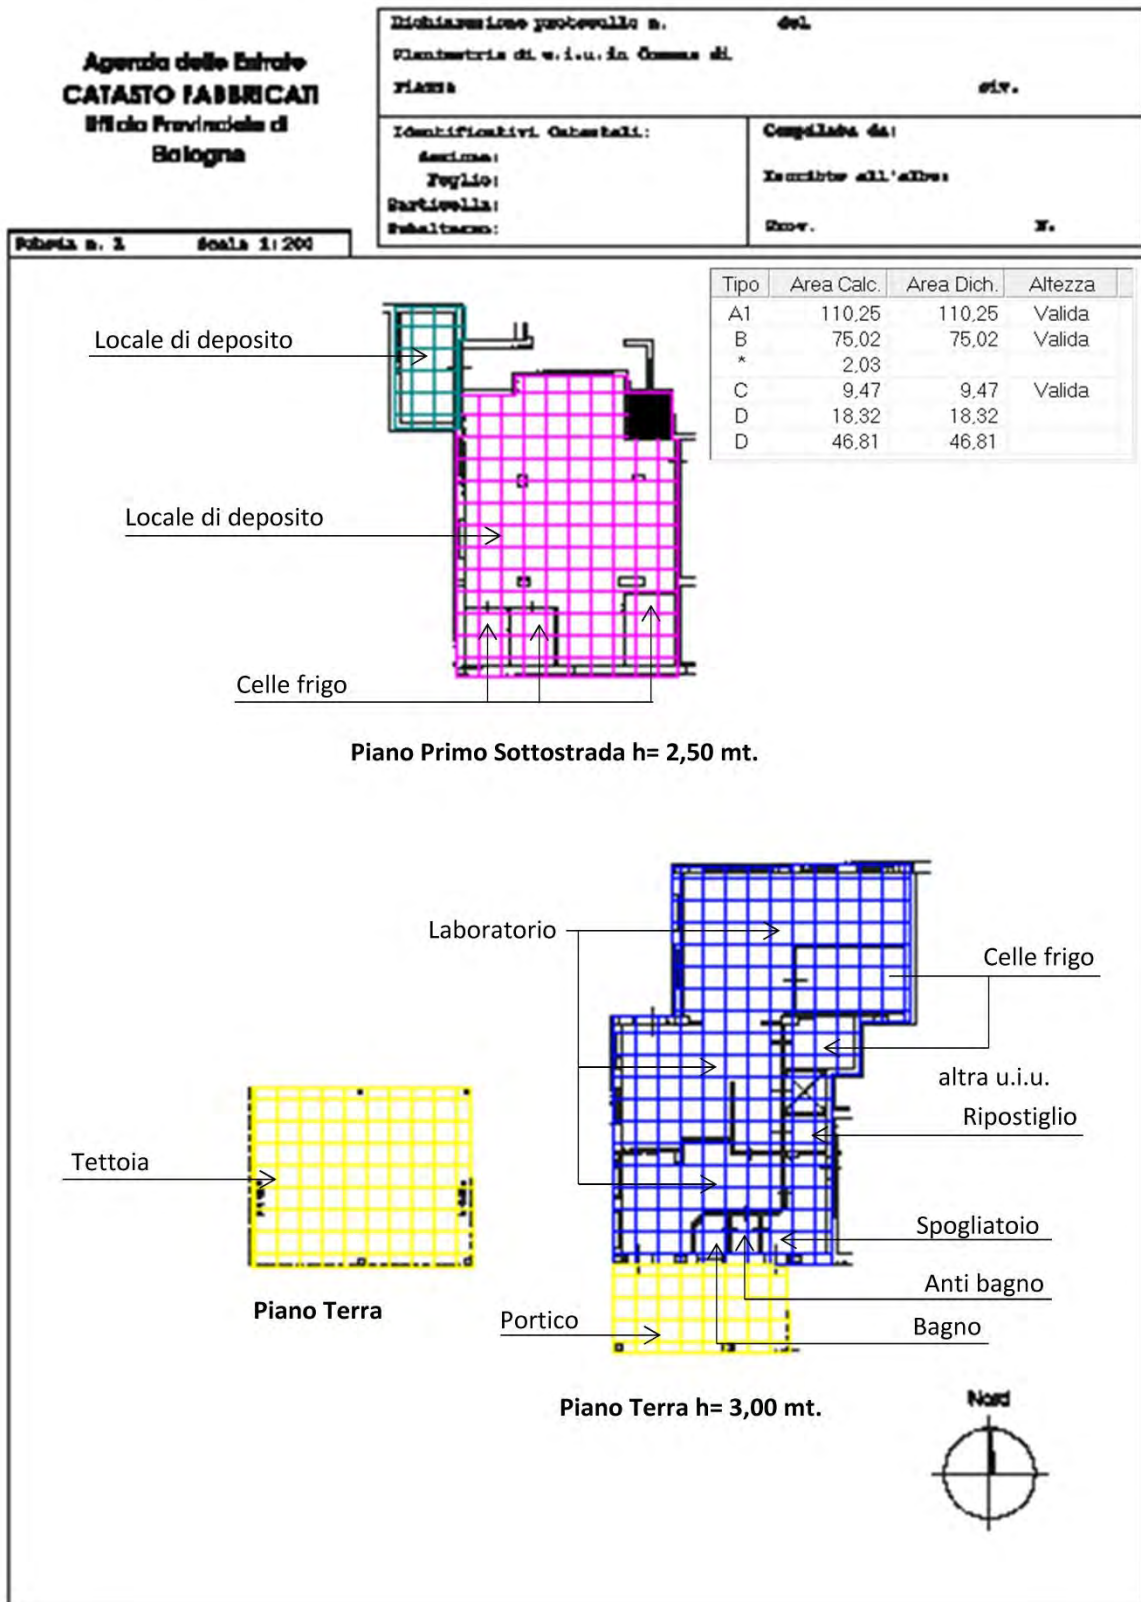 Agenzia delle Entrate
CATASTO FABBRICATI
Ufficio Provinciale di
Bologna
Dichiarazione protocollo n. del
Planimetria di u.i.u. in Comune di
Piazza civ.
Identificativi Catastali:
Sezione:
Foglio:
Particella:
Subalterno:
Compilata da:
Iscritto all'albo:
Prov. N.
Scheda n. 1 Scala 1:200
Tipo Area Calc. Area Dich. Altezza
A1 110,25 110,25 Valida
B 75,02 75,02 Valida
* 2,03
C 9,47 9,47 Valida
D 18,32 18,32
D 46,81 46,81
Locale di deposito
Locale di deposito
Celle frigo
Piano Primo Sottostrada h= 2,50 mt.
Laboratorio
Celle frigo
altra u.i.u.
Ripostiglio
Tettoia
Spogliatoio
Anti bagno
Piano Terra
Portico
Bagno
Piano Terra h= 3,00 mt.
Nord